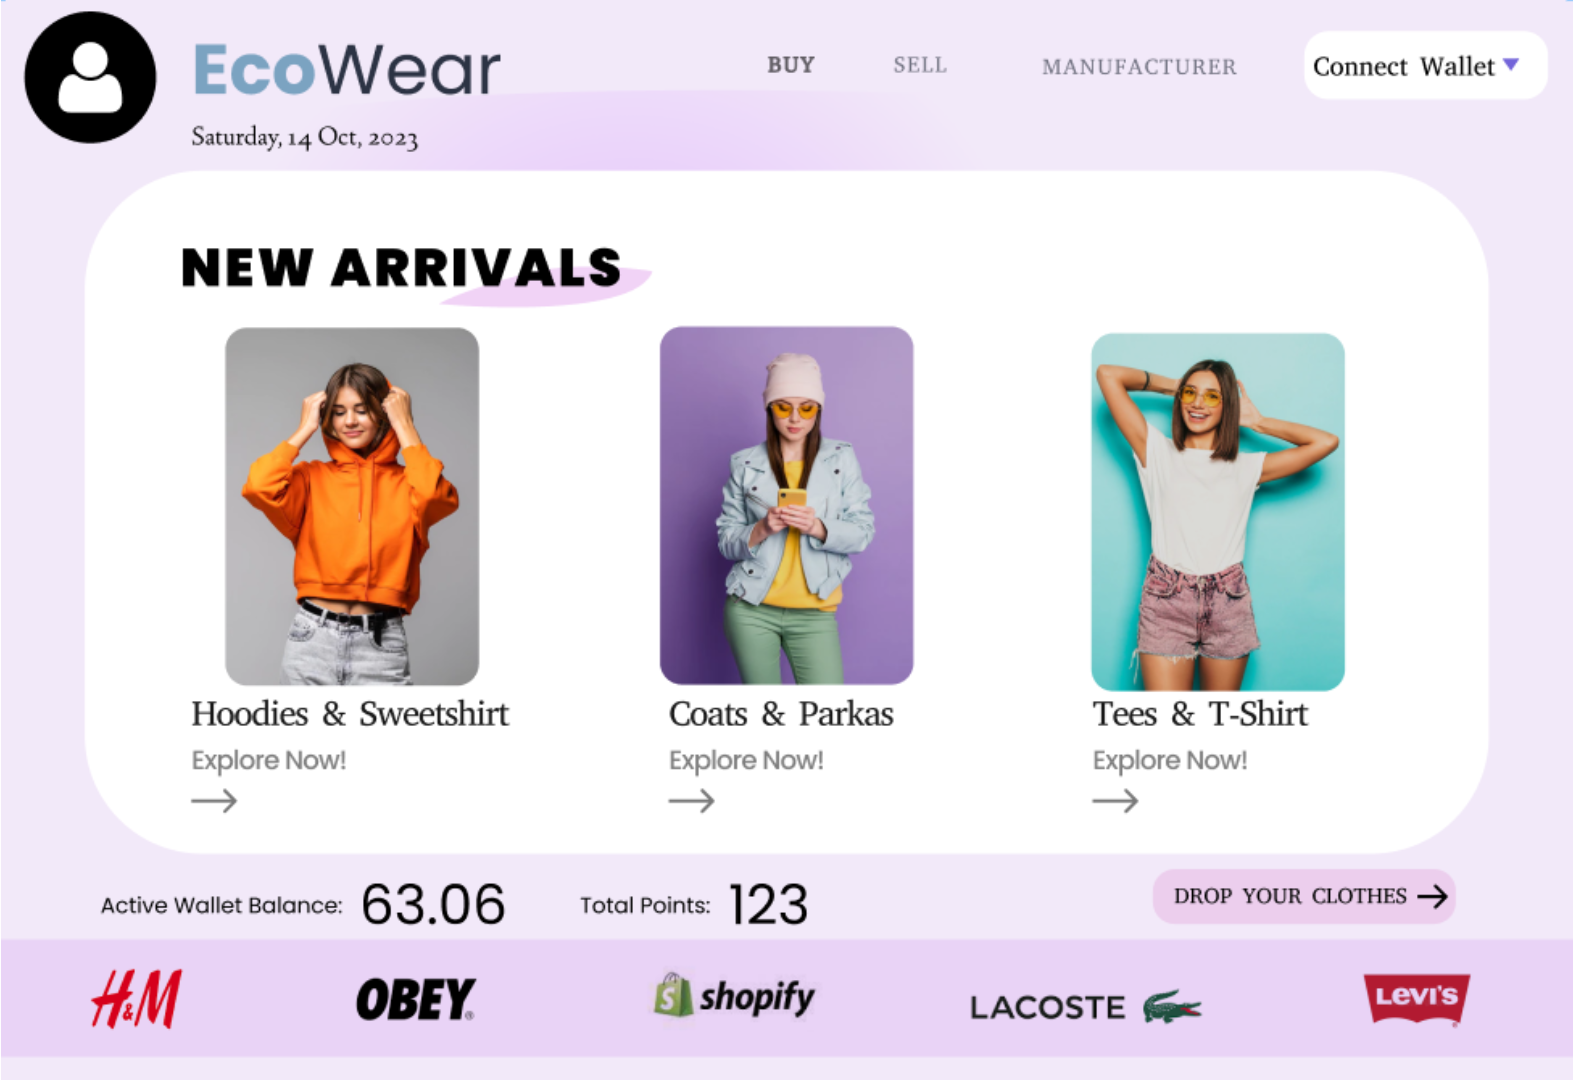 EcoWear
BUY
SELL
MANUFACTURER
Connect Wallet
Saturday, 14 Oct, 2023
NEW ARRIVALS
Hoodies & Sweetshirt
Explore Now!
Coats & Parkas
Explore Now!
Tees & T-Shirt
Explore Now!
Active Wallet Balance: 63.06
Total Points: 123
DROP YOUR CLOTHES
H&M
OBEY®
shopify
LACOSTE
LEVI'S